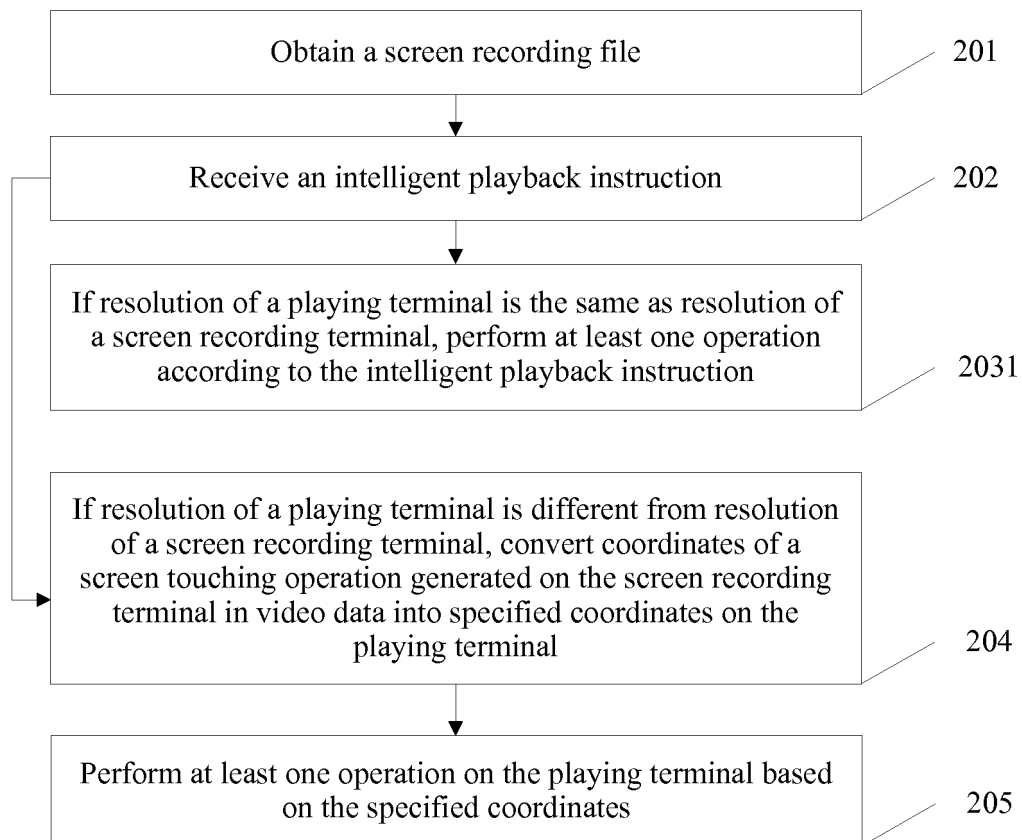 Obtain a screen recording file
201
Receive an intelligent playback instruction
202
If resolution of a playing terminal is the same as resolution of
a screen recording terminal, perform at least one operation
according to the intelligent playback instruction
2031
If resolution of a playing terminal is different from resolution
of a screen recording terminal, convert coordinates of a
screen touching operation generated on the screen recording
terminal in video data into specified coordinates on the
playing terminal
204
Perform at least one operation on the playing terminal based
on the specified coordinates
205